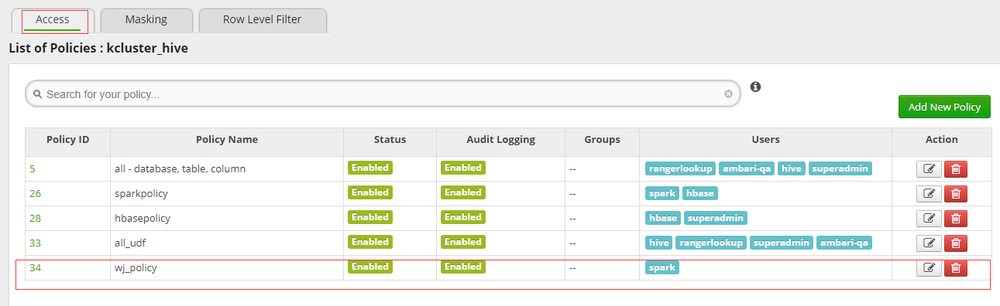 Access Masking Row Level Filter
List of Policies : kcluster_hive
Search for your policy...
Add New Policy
Policy ID Policy Name Status Audit Logging Groups Users Action
5 all - database, table, column Enabled Enabled -- rangerlookup ambari-qa hive superadmin
26 sparkpolicy Enabled Enabled -- spark hbase
28 hbasepolicy Enabled Enabled -- hbase superadmin
33 all_udf Enabled Enabled -- hive rangerlookup superadmin ambari-qa
34 wj_policy Enabled Enabled -- spark